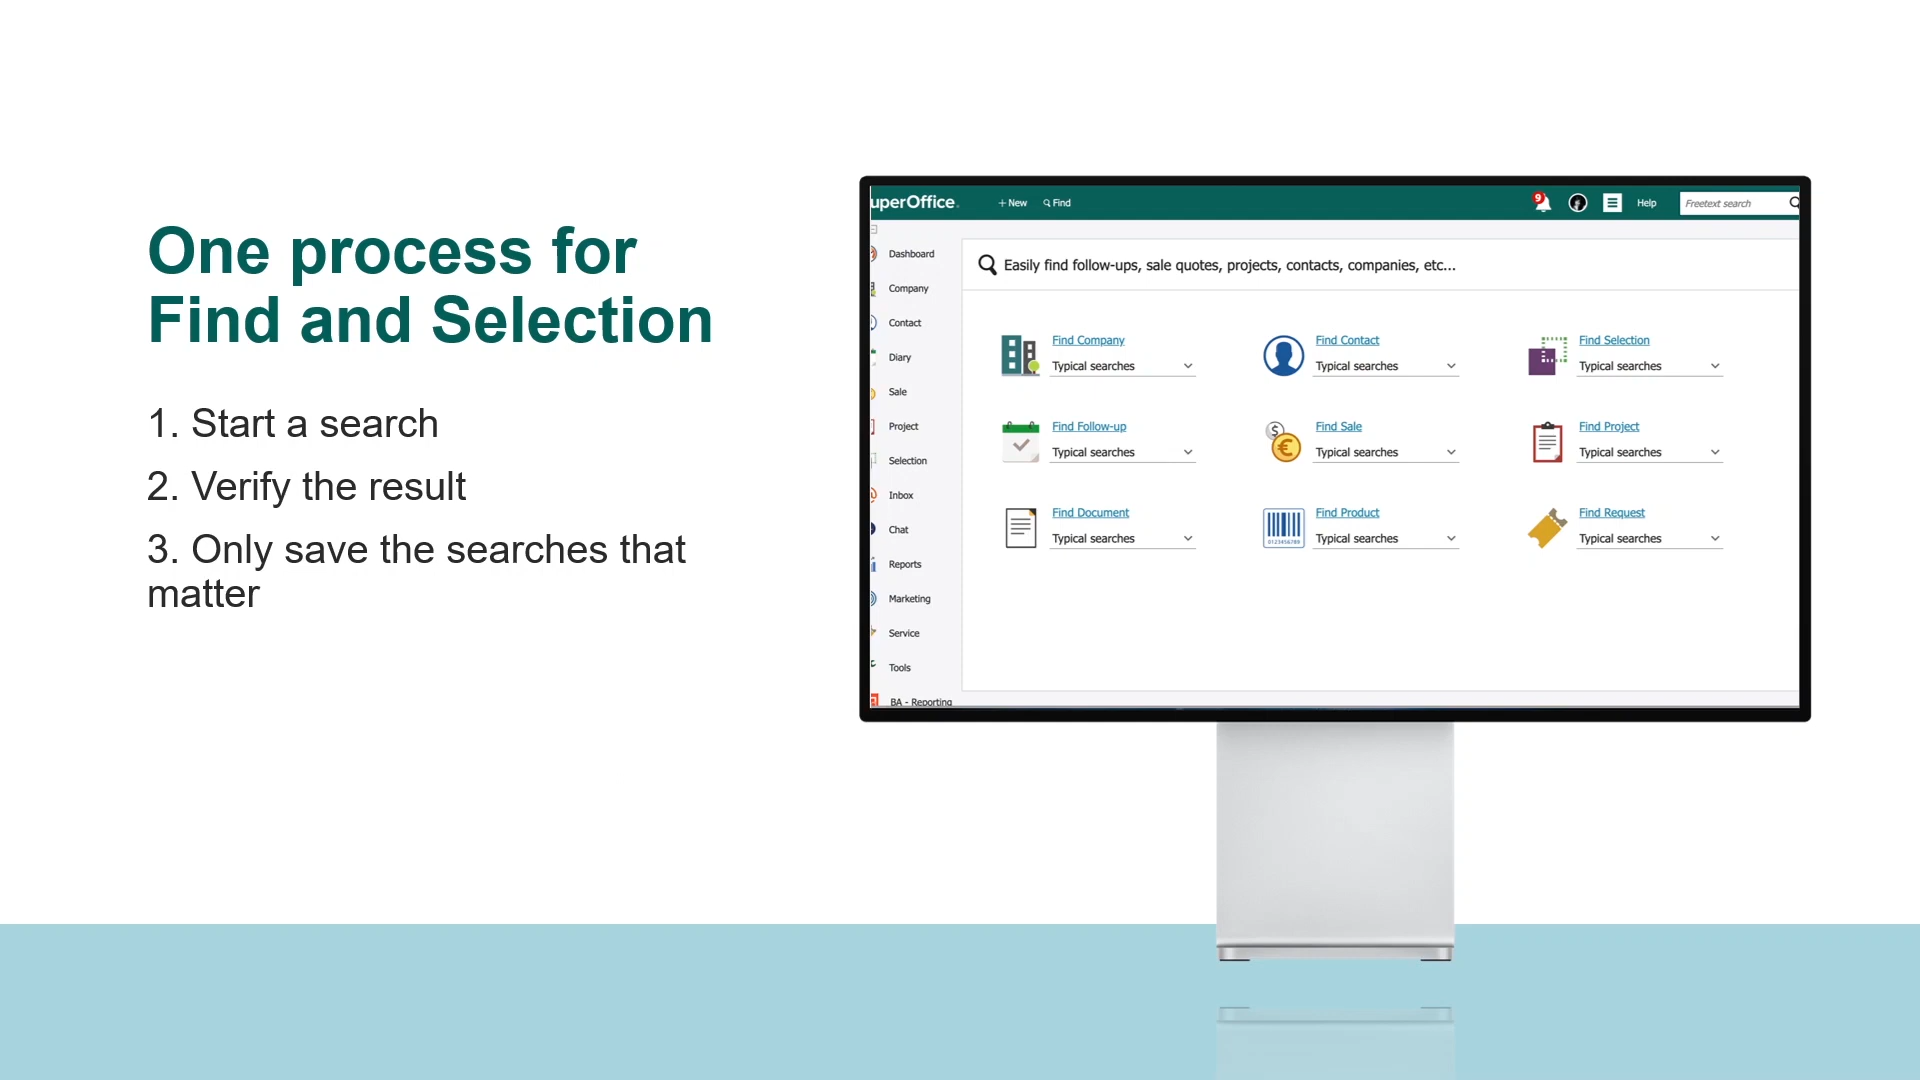 One process for
Find and Selection
1. Start a search
2. Verify the result
3. Only save the searches that
matter
uperOffice.
+ New
Find
9
Help
Freetext search
Dashboard
Company
Contact
Diary
Sale
Project
Selection
Inbox
Chat
Reports
Marketing
Service
Tools
BA - Reporting
Easily find follow-ups, sale quotes, projects, contacts, companies, etc...
Find Company
Typical searches
Find Contact
Typical searches
Find Selection
Typical searches
Find Follow-up
Typical searches
Find Sale
Typical searches
Find Project
Typical searches
Find Document
Typical searches
0123456789
Find Product
Typical searches
Find Request
Typical searches